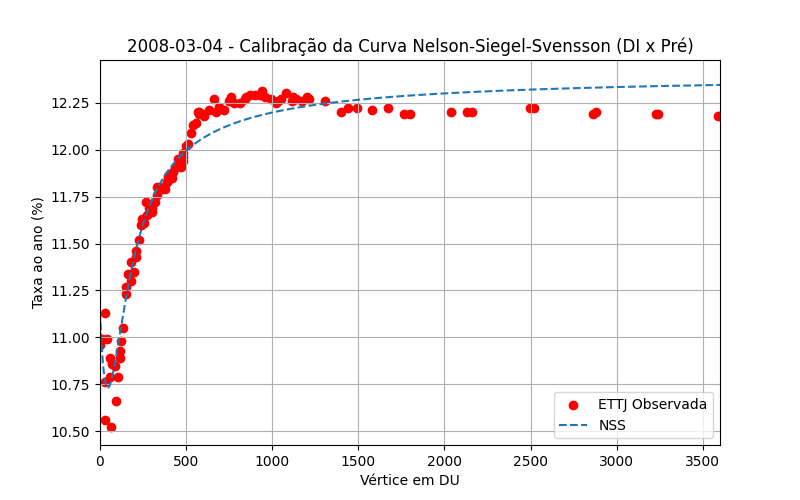 2008-03-04 - Calibração da Curva Nelson-Siegel-Svensson (DI x Pré)
12.25
12.00
11.75
11.50
11.25
11.00
10.75
10.50
Taxa ao ano (%)
ETTJ Observada
NSS
0 500 1000 1500 2000 2500 3000 3500
Vértice em DU